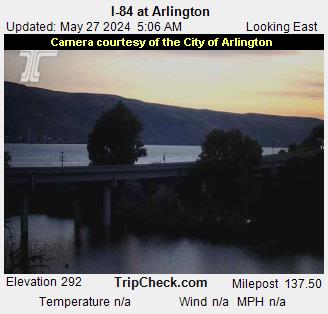 I-84 at Arlington
Updated: May 27 2024 5:06 AM Looking East
Camera courtesy of the City of Arlington
Elevation 292 TripCheck.com Milepost 137.50
Temperature n/a Wind n/a MPH n/a